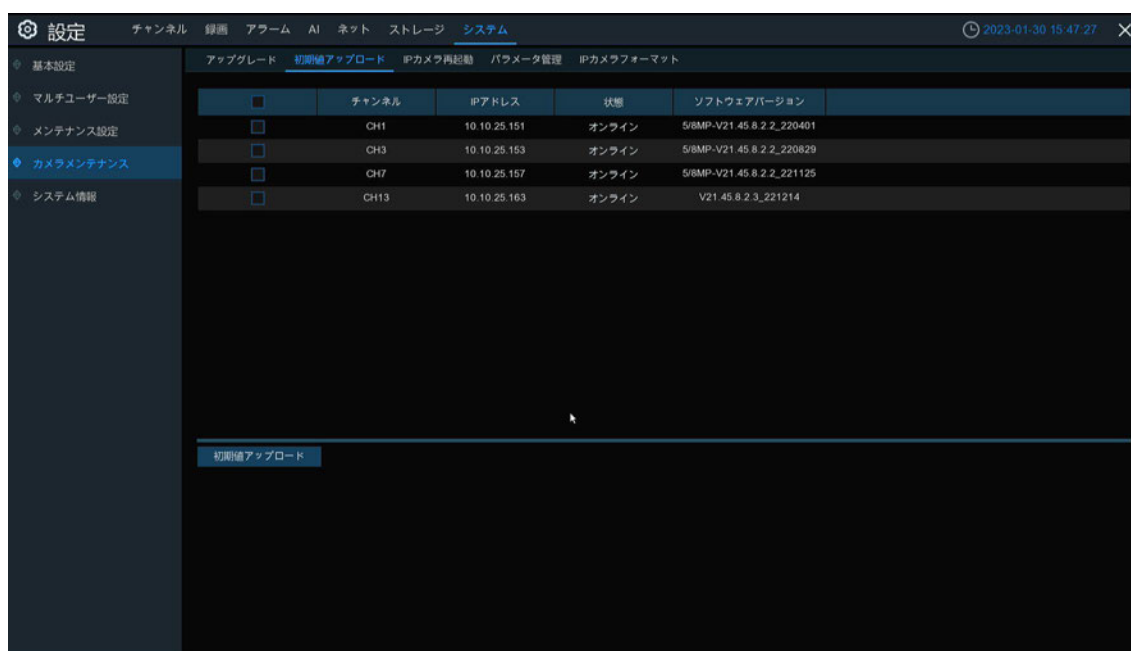 設定 チャンネル 録画 アラーム AI ネット ストレージ システム 2023-01-30 15:47:27
基本設定
マルチユーザー設定
メンテナンス設定
カメラメンテナンス
システム情報
アップグレード 初期値アップロード IPカメラ再起動 パラメータ管理 IPカメラフォーマット
チャンネル IPアドレス 状態 ソフトウェアバージョン
CH1 10.10.25.151 オンライン 5/8MP-V21.45.8.2.2_220401
CH3 10.10.25.153 オンライン 5/8MP-V21.45.8.2.2_220829
CH7 10.10.25.157 オンライン 5/8MP-V21.45.8.2.2_221125
CH13 10.10.25.163 オンライン V21.45.8.2.3_221214
初期値アップロード